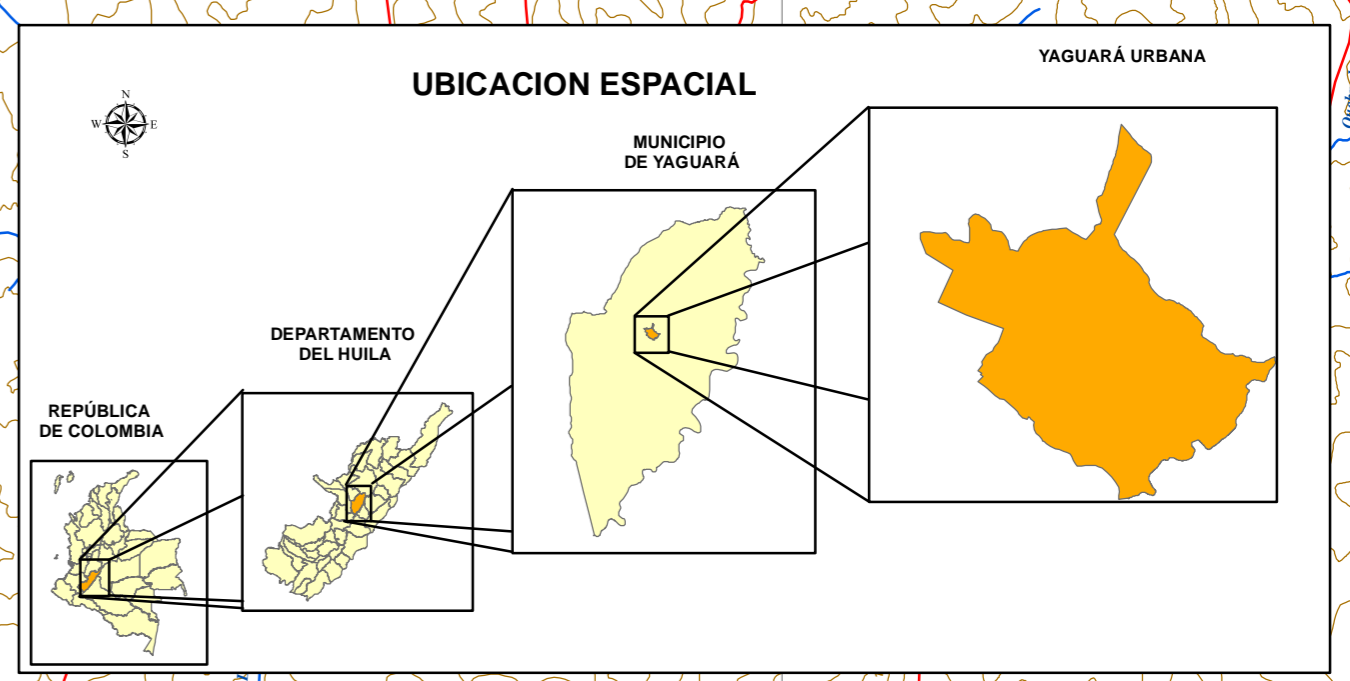 YAGUARÁ URBANA
UBICACION ESPACIAL
N
W
E
S
MUNICIPIO
DE YAGUARÁ
DEPARTAMENTO
DEL HUILA
REPÚBLICA
DE COLOMBIA